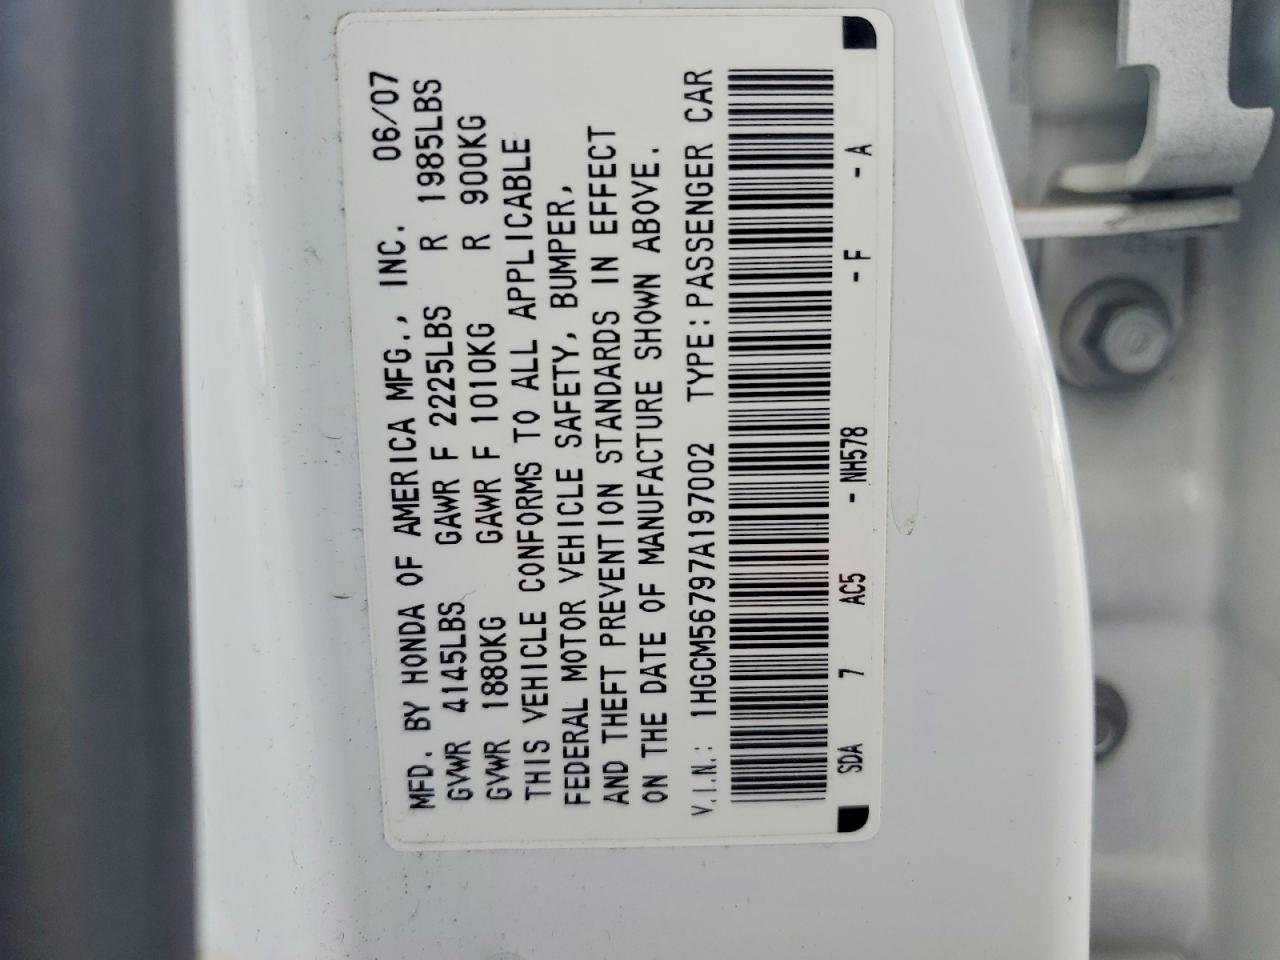 MFD. BY HONDA OF AMERICA MFG., INC. 06/07
GVWR 4145LBS GAWR F 2225LBS R 1985LBS
GVWR 1880KG GAWR F 1010KG R 900KG
THIS VEHICLE CONFORMS TO ALL APPLICABLE
FEDERAL MOTOR VEHICLE SAFETY, BUMPER,
AND THEFT PREVENTION STANDARDS IN EFFECT
ON THE DATE OF MANUFACTURE SHOWN ABOVE.
V.I.N.: 1HGCM56797A197002 TYPE:PASSENGER CAR
SDA 7 AC5 -NH578 -F -A